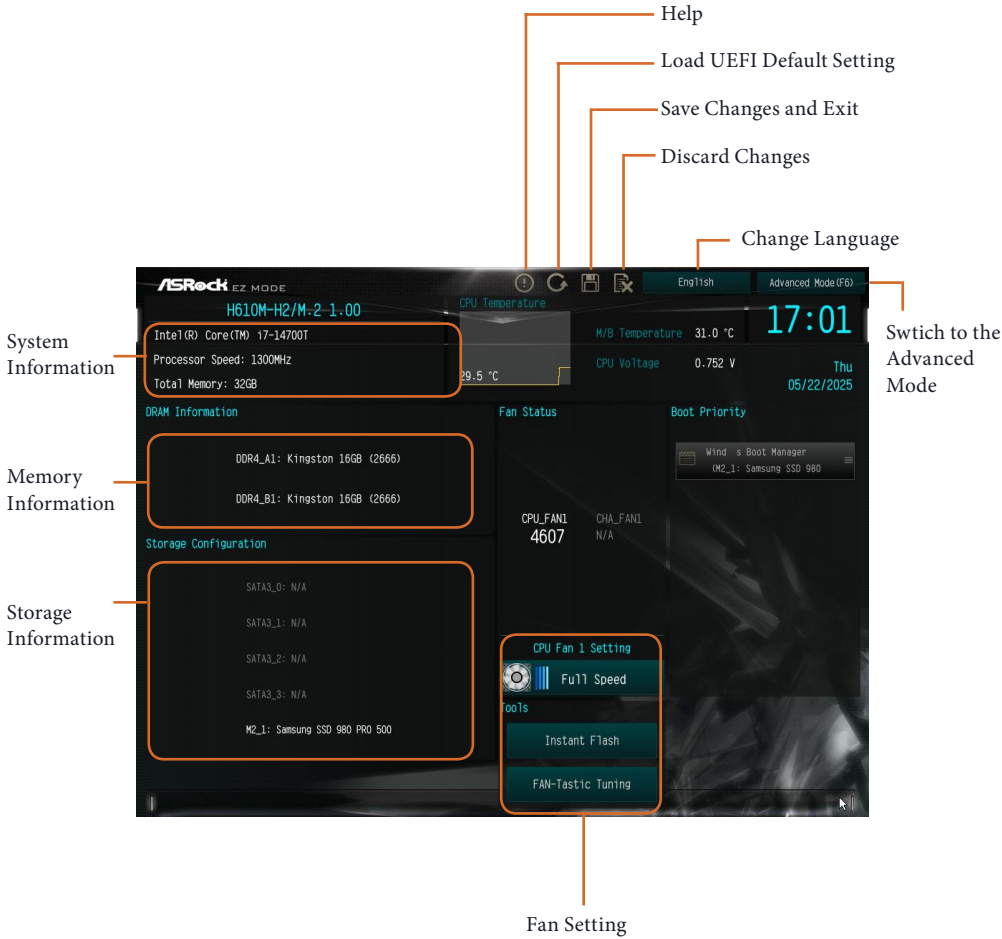 Help
Load UEFI Default Setting
Save Changes and Exit
Discard Changes
Change Language
ASRock EZ MODE
English
Advanced Mode(F6)
H610M-H2/M.2 1.00
CPU Temperature
17:01
Intel(R) Core(TM) i7-14700T
M/B Temperature 31.0 °C
Swtich to the
Advanced
Mode
System
Information
Processor Speed: 1300MHz
CPU Voltage 0.752 V
Thu
Total Memory: 32GB
29.5 °C
05/22/2025
DRAM Information
Fan Status
Boot Priority
Wind s Boot Manager
(M2_1: Samsung SSD 980
DDR4_A1: Kingston 16GB (2666)
Memory
Information
DDR4_B1: Kingston 16GB (2666)
CPU_FAN1
4607
CHA_FAN1
N/A
Storage Configuration
SATA3_0: N/A
Storage
Information
SATA3_1: N/A
SATA3_2: N/A
SATA3_3: N/A
M2_1: Samsung SSD 980 PRO 500
CPU Fan 1 Setting
Full Speed
Tools
Instant Flash
FAN-Tastic Tuning
Fan Setting